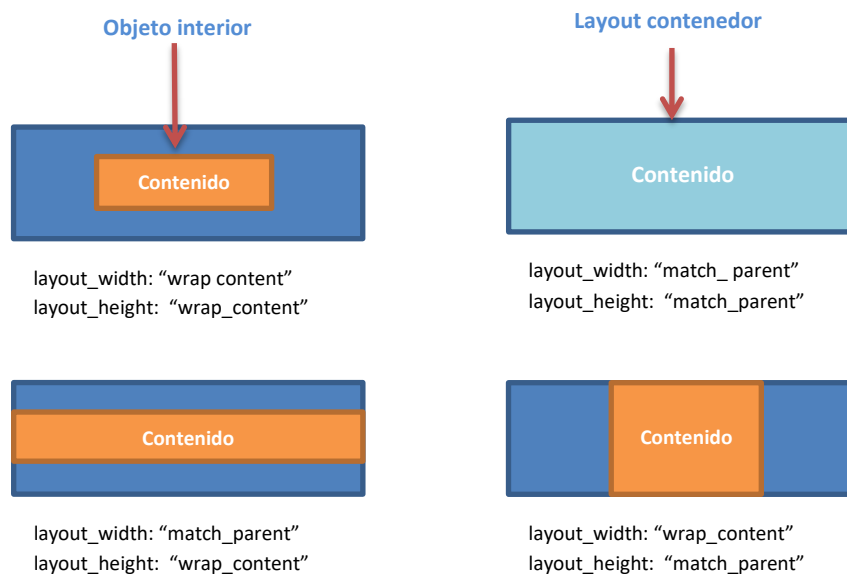 Objeto interior
Layout contenedor
Contenido
Contenido
layout_width: “wrap content”
layout_height:  “wrap_content”
layout_width: “match_ parent”
layout_height:  “match_parent”
Contenido
Contenido
layout_width: “match_parent”
layout_height:  “wrap_content”
layout_width: “wrap_content”
layout_height:  “match_parent”